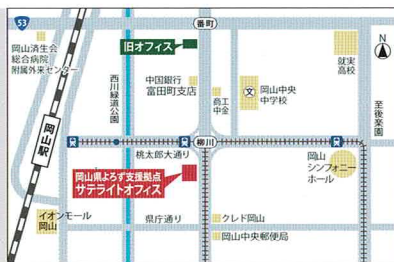 53
番町
岡山済生会
総合病院
附属外来センター
旧オフィス
N
就実
高校
西川緑道公園
中国銀行
富田町支店
商工
中金
文
岡山中央
中学校
岡山駅
至後楽園
柳川
桃太郎大通り
岡山
シンフォニー
ホール
岡山県よろず支援拠点
サテライトオフィス
イオンモール
岡山
県庁通り
クレド岡山
岡山中央郵便局